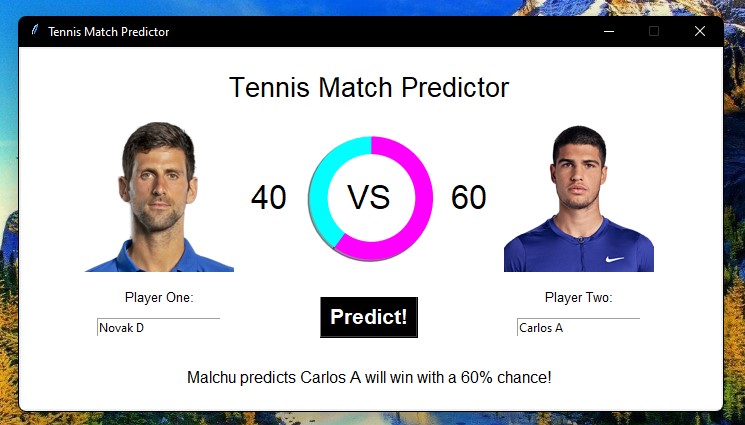 Tennis Match Predictor
Tennis Match Predictor
40
VS
60
Player One:
Player Two:
Novak D
Predict!
Carlos A
Malchu predicts Carlos A will win with a 60% chance!